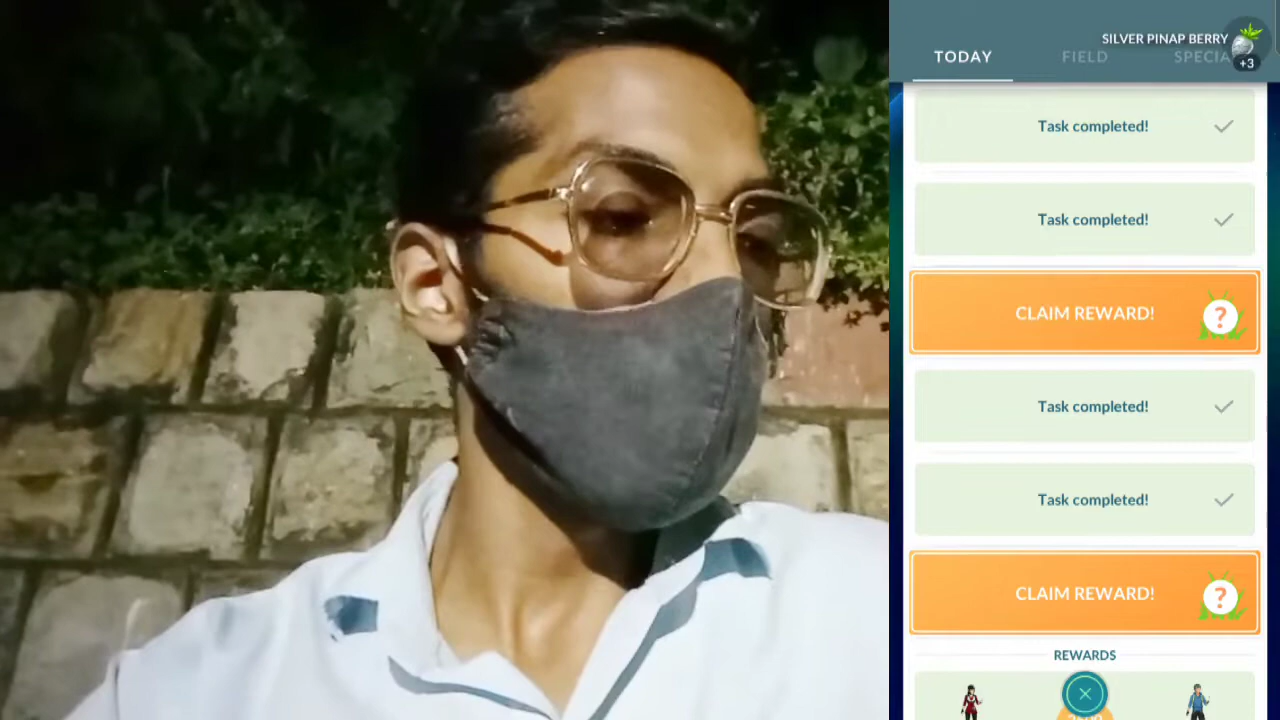 SILVER PINAP BERRY
+3
TODAY
FIELD
SPECIA
Task completed!
Task completed!
CLAIM REWARD!
?
Task completed!
Task completed!
CLAIM REWARD!
?
REWARDS